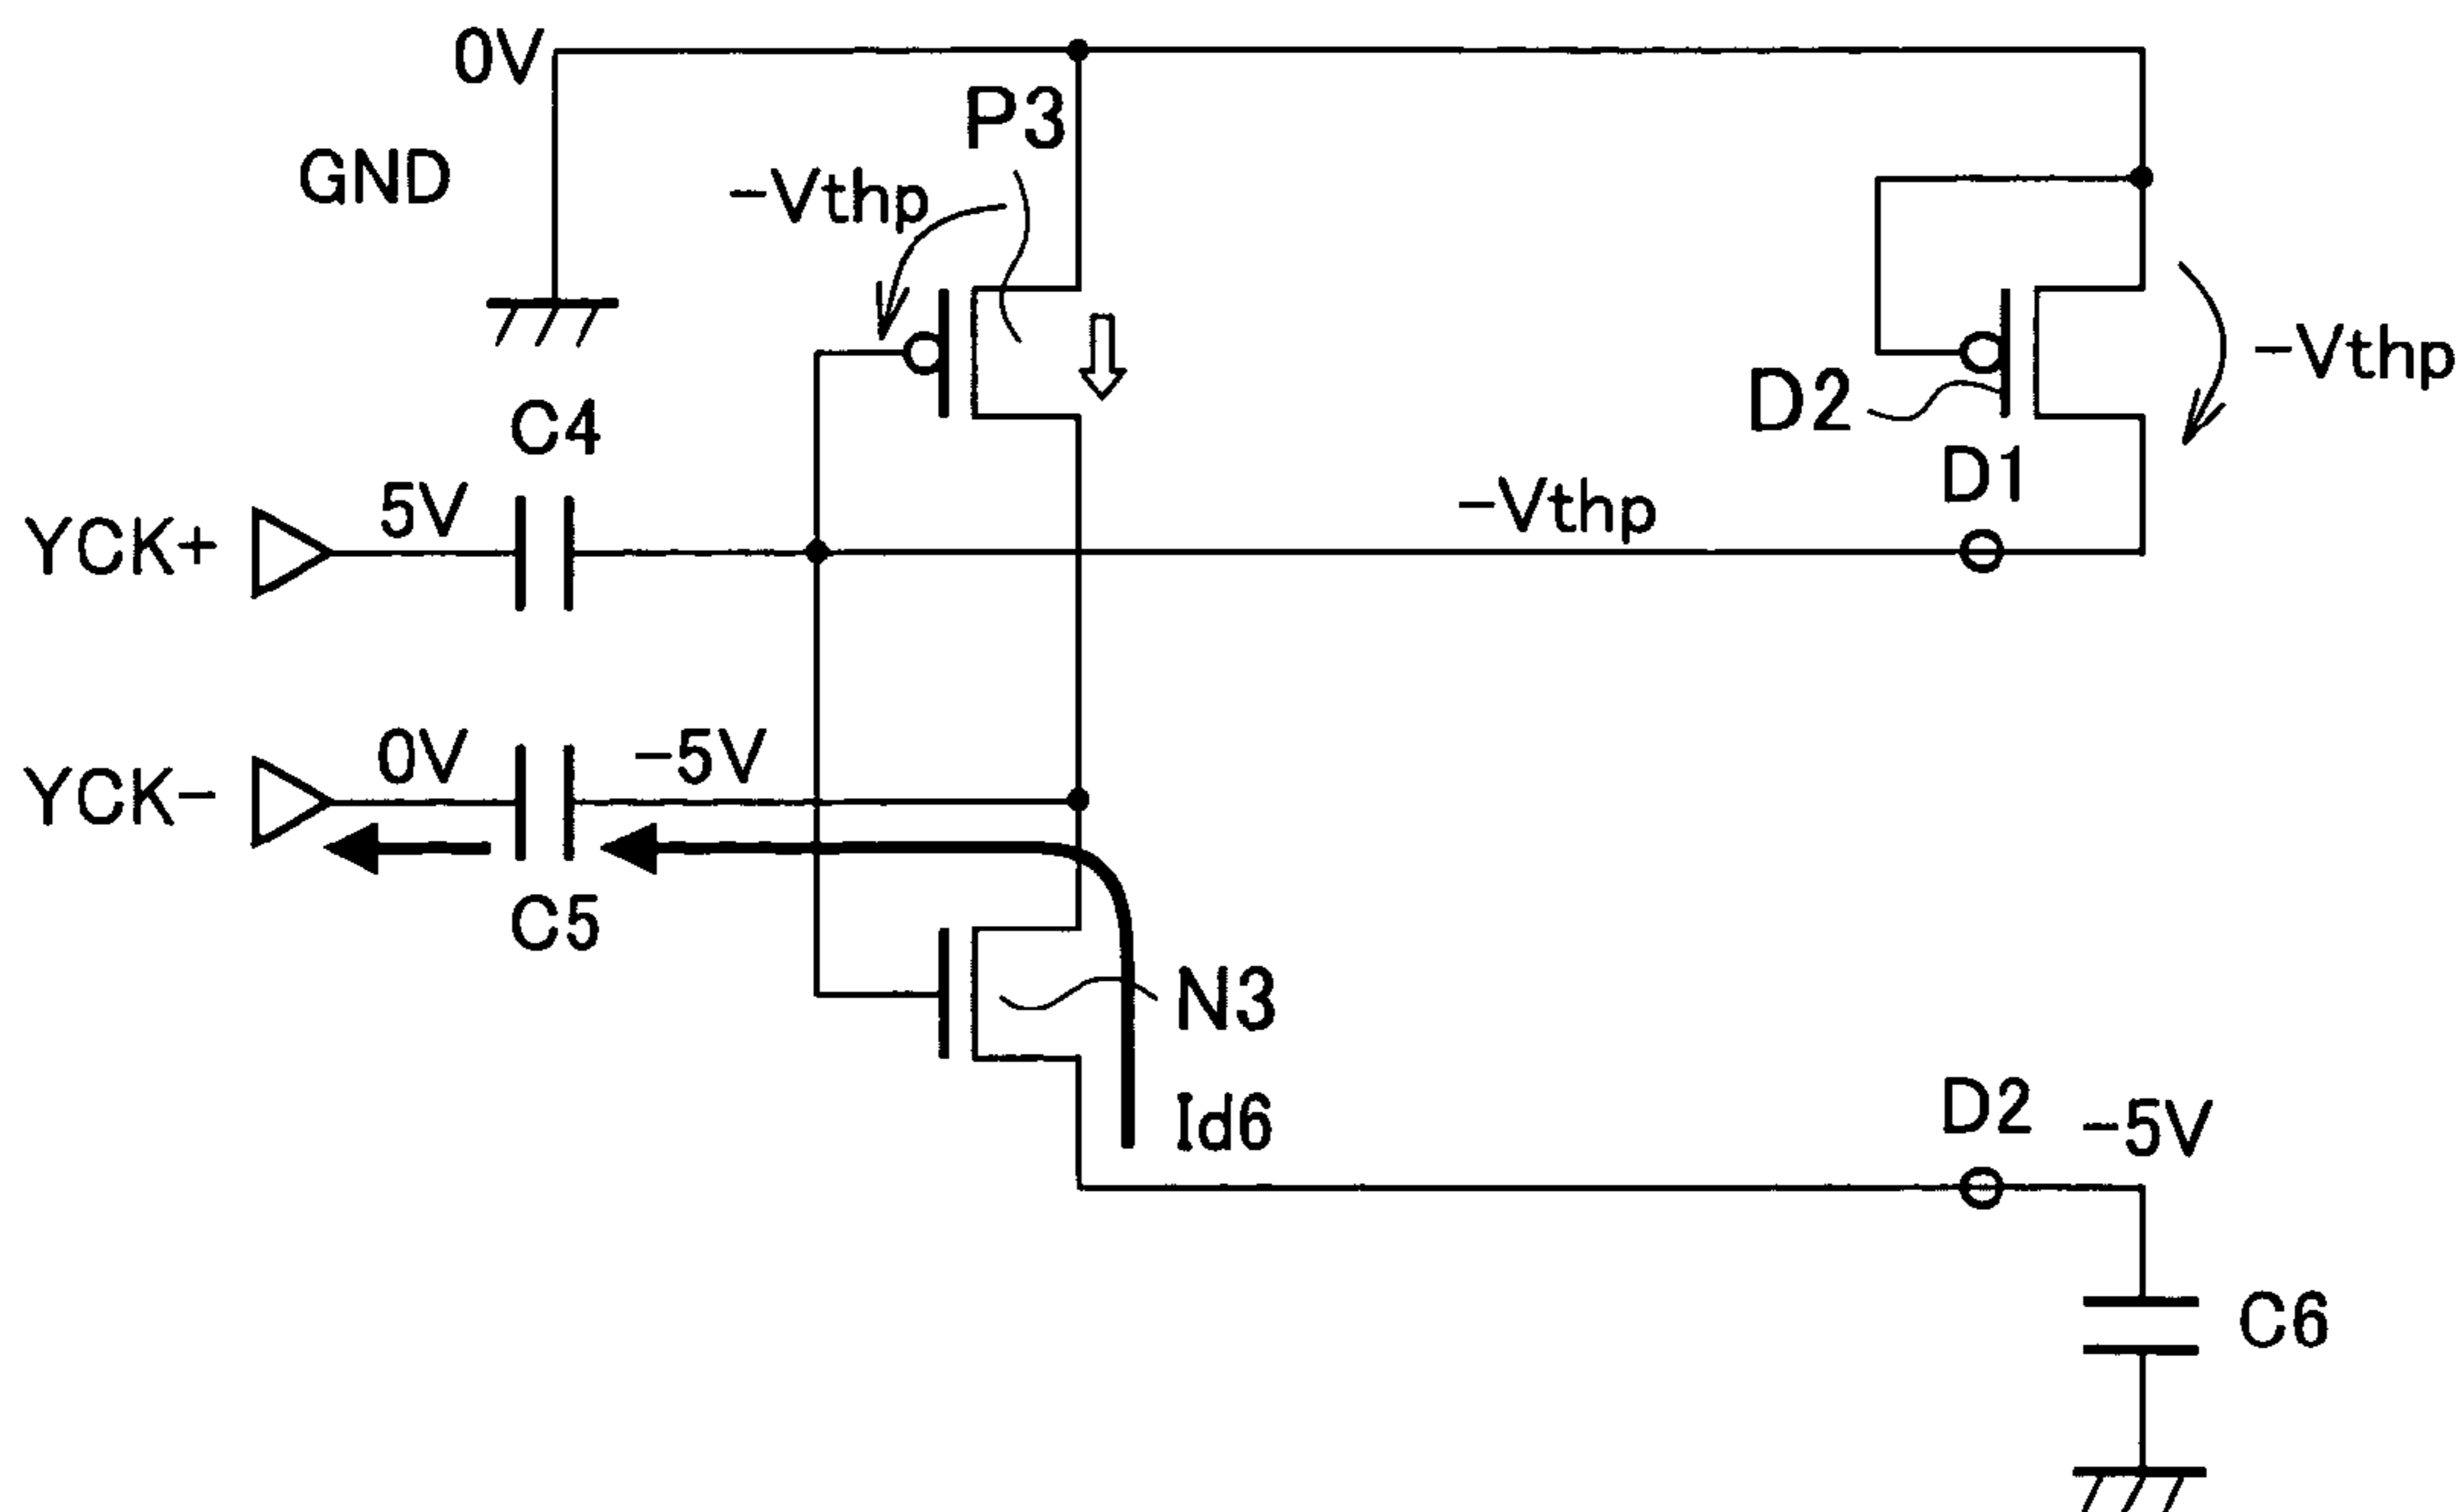 0V
P3
GND
-Vthp
-Vthp
C4
D2
D1
5V
-Vthp
YCK+
0V
-5V
YCK-
C5
N3
Id6
D2
-5V
C6